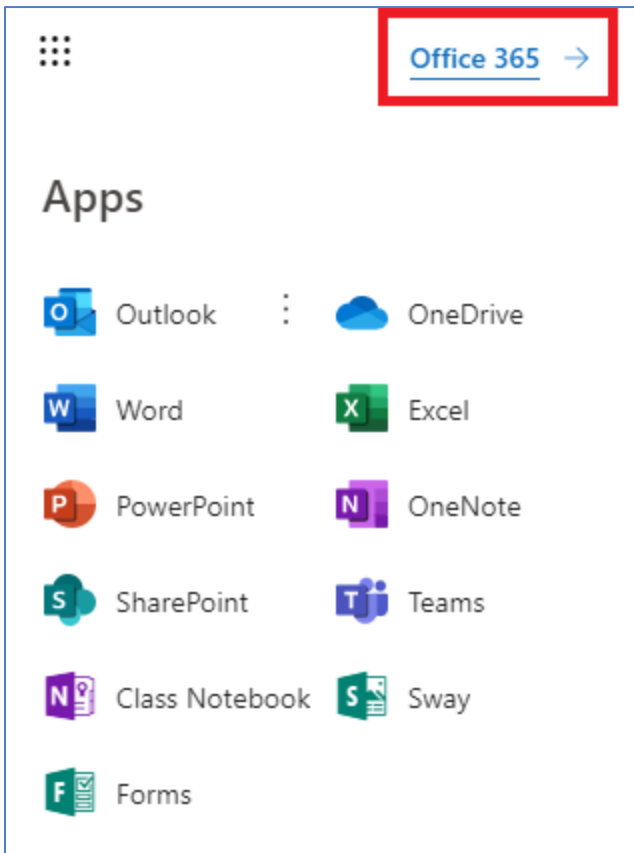 Office 365 →
Apps
O Outlook OneDrive
W Word X Excel
P PowerPoint N OneNote
S SharePoint T Teams
N Class Notebook S Sway
F Forms